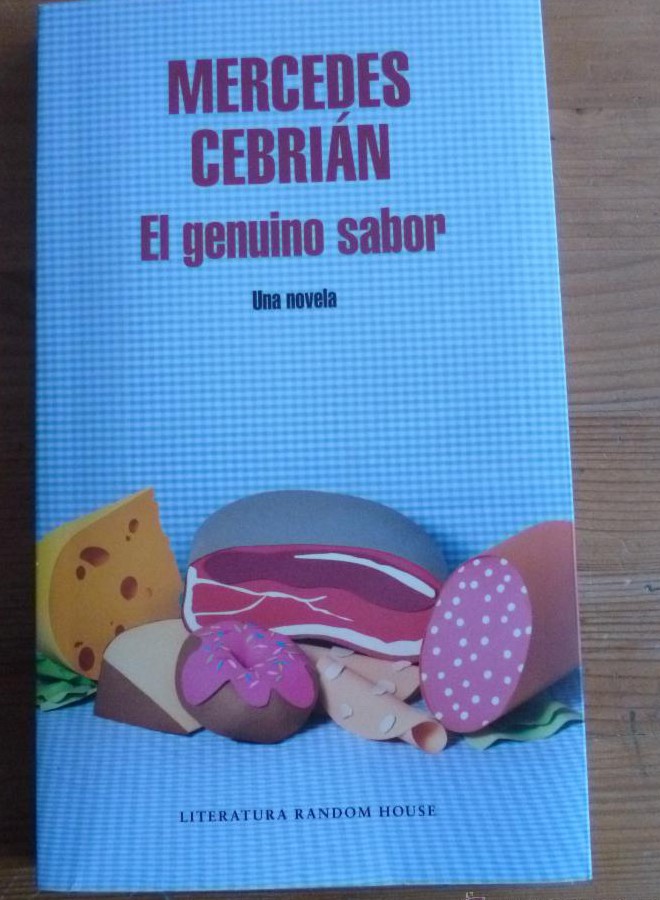 MERCEDES
CEBRIÁN
El genuino sabor
Una novela
LITERATURA RANDOM HOUSE